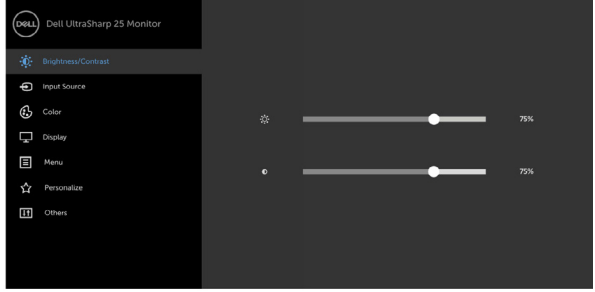 DELL
Dell UltraSharp 25 Monitor
Brightness/Contrast
Input Source
Color
Display
Menu
Personalize
Others
75%
75%